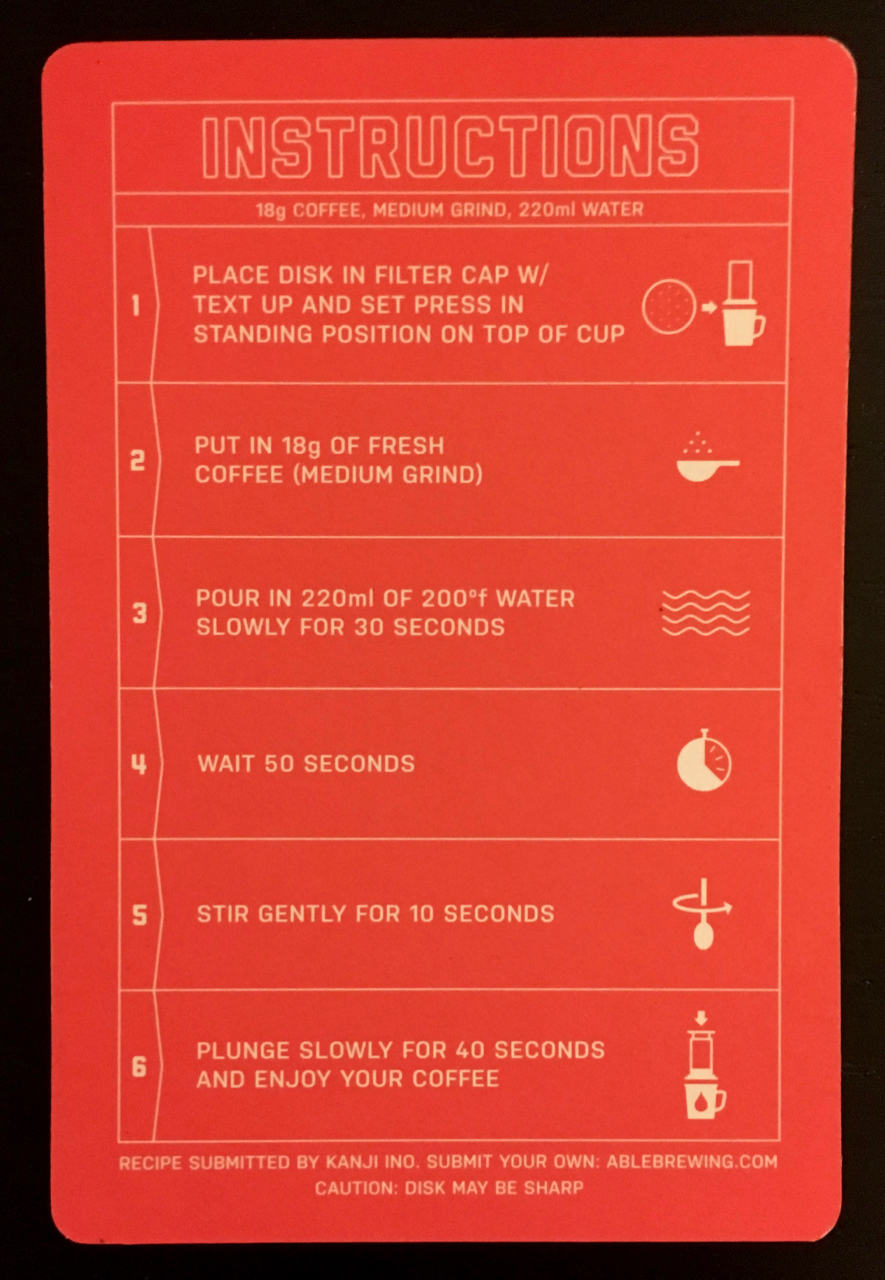 INSTRUCTIONS
18g COFFEE, MEDIUM GRIND, 220ml WATER
1
PLACE DISK IN FILTER CAP W/
TEXT UP AND SET PRESS IN
STANDING POSITION ON TOP OF CUP
2
PUT IN 18g OF FRESH
COFFEE (MEDIUM GRIND)
3
POUR IN 220ml OF 200°f WATER
SLOWLY FOR 30 SECONDS
4
WAIT 50 SECONDS
5
STIR GENTLY FOR 10 SECONDS
6
PLUNGE SLOWLY FOR 40 SECONDS
AND ENJOY YOUR COFFEE
RECIPE SUBMITTED BY KANJI INO. SUBMIT YOUR OWN: ABLEBREWING.COM
CAUTION: DISK MAY BE SHARP